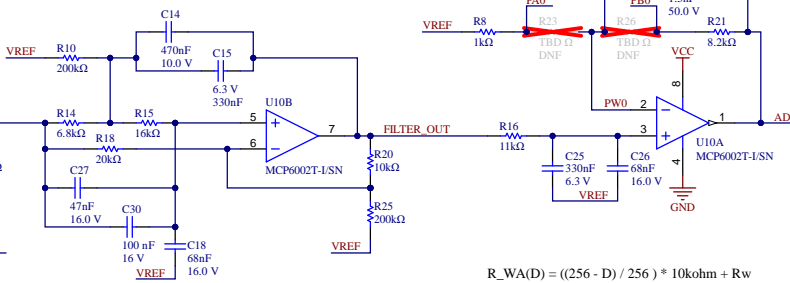 C14
470nF
10.0 V
C15
6.3 V
330nF
VREF
R10
200kΩ
R14
6.8kΩ
R15
16kΩ
R18
20kΩ
C27
47nF
16.0 V
C30
100 nF
16 V
C18
68nF
16.0 V
VREF
U10B
5
6
7
MCP6002T-I/SN
FILTER_OUT
R20
10kΩ
R25
200kΩ
VREF
R16
11kΩ
C25
330nF
6.3 V
C26
68nF
16.0 V
VREF
VREF
R8
1kΩ
PA0
R23
TBD Ω
DNF
PB0
R26
TBD Ω
DNF
50.0 V
R21
8.2kΩ
VCC
8
PW0
2
3
1
4
AD
U10A
MCP6002T-I/SN
GND
R_WA(D) = ((256 - D) / 256 ) * 10kohm + Rw